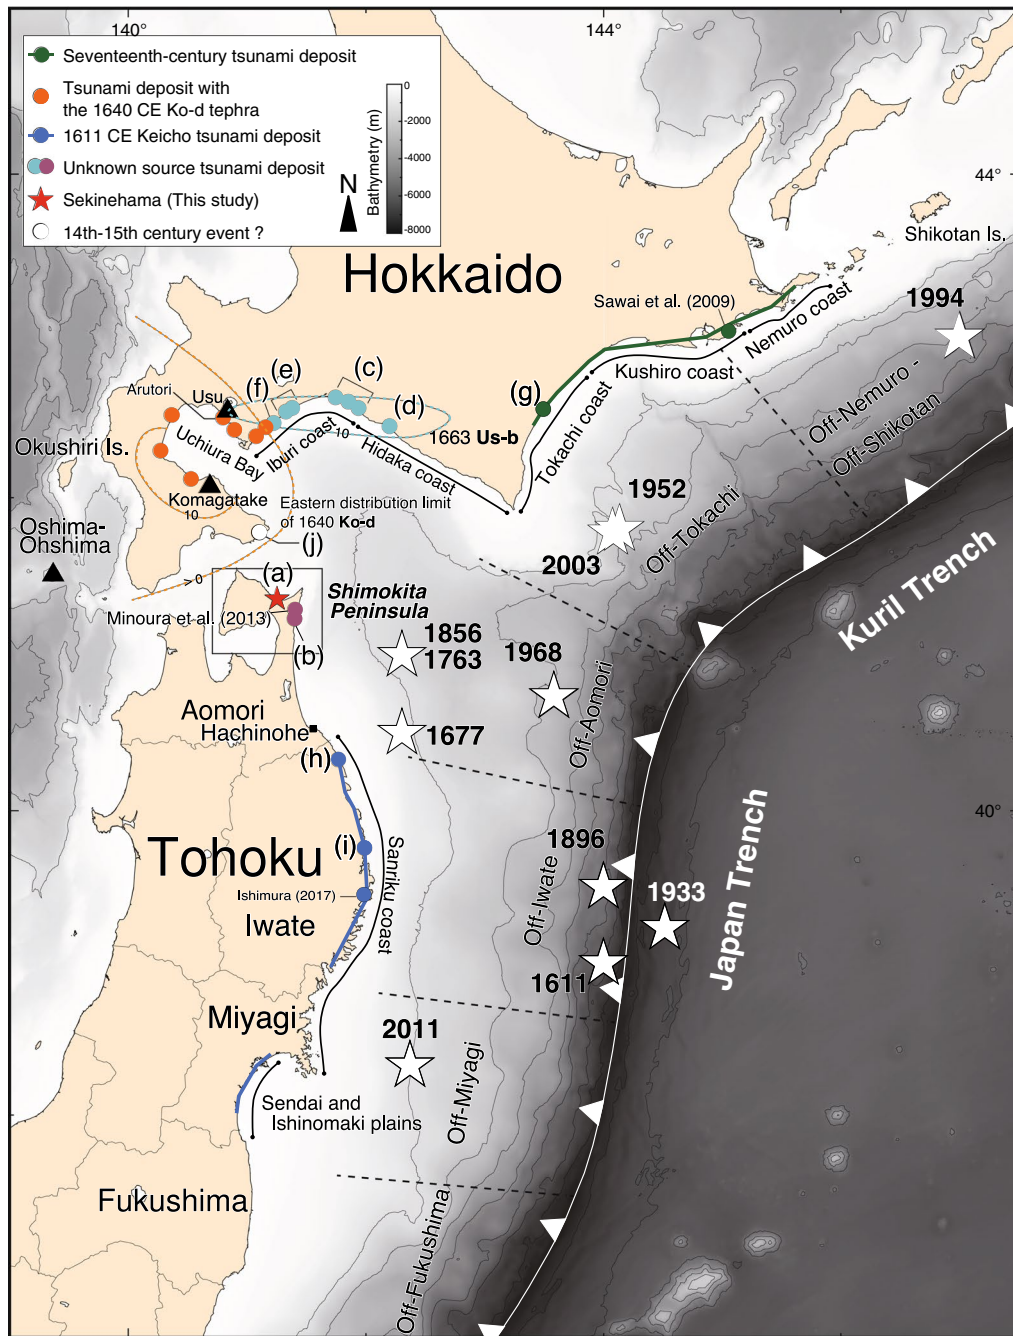 140°
144°
Seventeenth-century tsunami deposit
Tsunami deposit with
the 1640 CE Ko-d tephra
1611 CE Keicho tsunami deposit
Unknown source tsunami deposit
Sekinehama (This study)
14th-15th century event ?
N
Bathymetry (m)
0
-2000
-4000
-6000
-8000
44°
Shikotan Is.
Hokkaido
Sawai et al. (2009)
1994
Nemuro coast
Kushiro coast
Tokachi coast
Off-Nemuro -
Off-Shikotan
(c)
(e)
(f)
(d)
(g)
Arutori
Usu
1663 Us-b
Okushiri Is.
Uchiura Bay
Iburi coast
10
Hidaka coast
Komagatake
10
Eastern distribution limit
of 1640 Ko-d
(j)
Oshima-
Ohshima
1952
2003
Off-Tokachi
Kuril Trench
> 0
(a)
Shimokita
Peninsula
Minoura et al. (2013)
(b)
1856
1763
1968
Off-Aomori
1677
Aomori
Hachinohe
(h)
40°
Tohoku
(i)
Sanriku coast
Ishimura (2017)
Iwate
1896
1933
Off-Iwate
Japan Trench
1611
Miyagi
2011
Off-Miyagi
Sendai and
Ishinomaki plains
Fukushima
Off-Fukushima